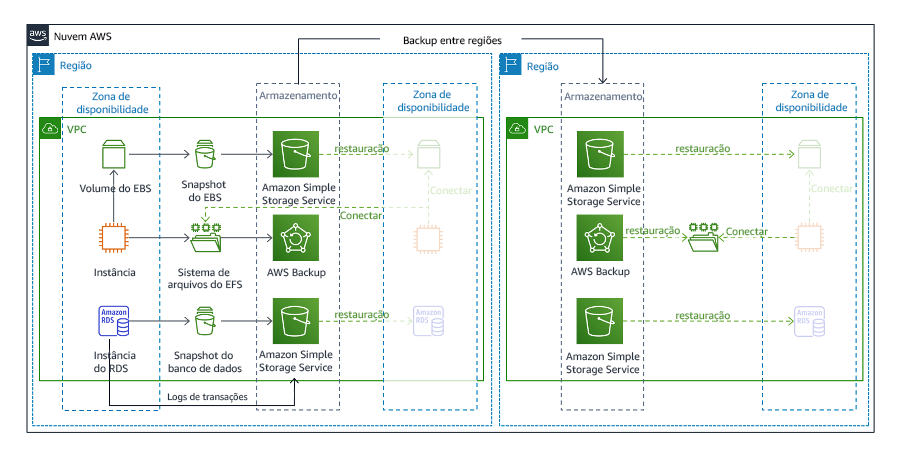 aws
Nuvem AWS
Backup entre regiões
Região
Zona de
disponibilidade
Armazenamento
Zona de
disponibilidade
VPC
Volume do EBS
Snapshot
do EBS
Amazon Simple
Storage Service
restauração
Conectar
Conectar
Instância
Sistema de
arquivos do EFS
AWS Backup
Amazon
RDS
Instância
do RDS
Snapshot do
banco de dados
Amazon Simple
Storage Service
restauração
Amazon
RDS
Logs de transações
Região
Armazenamento
Zona de
disponibilidade
VPC
Amazon Simple
Storage Service
restauração
Conectar
AWS Backup
restauração
Conectar
Amazon Simple
Storage Service
restauração
Amazon
RDS